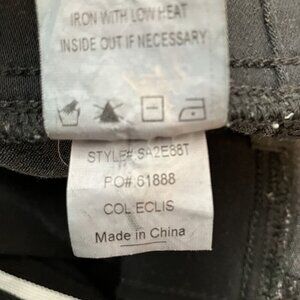 IRON WITH LOW HEAT
INSIDE OUT IF NECESSARY
STYLE# SA2E88T
PO# 61888
COL ECLIS
Made in China